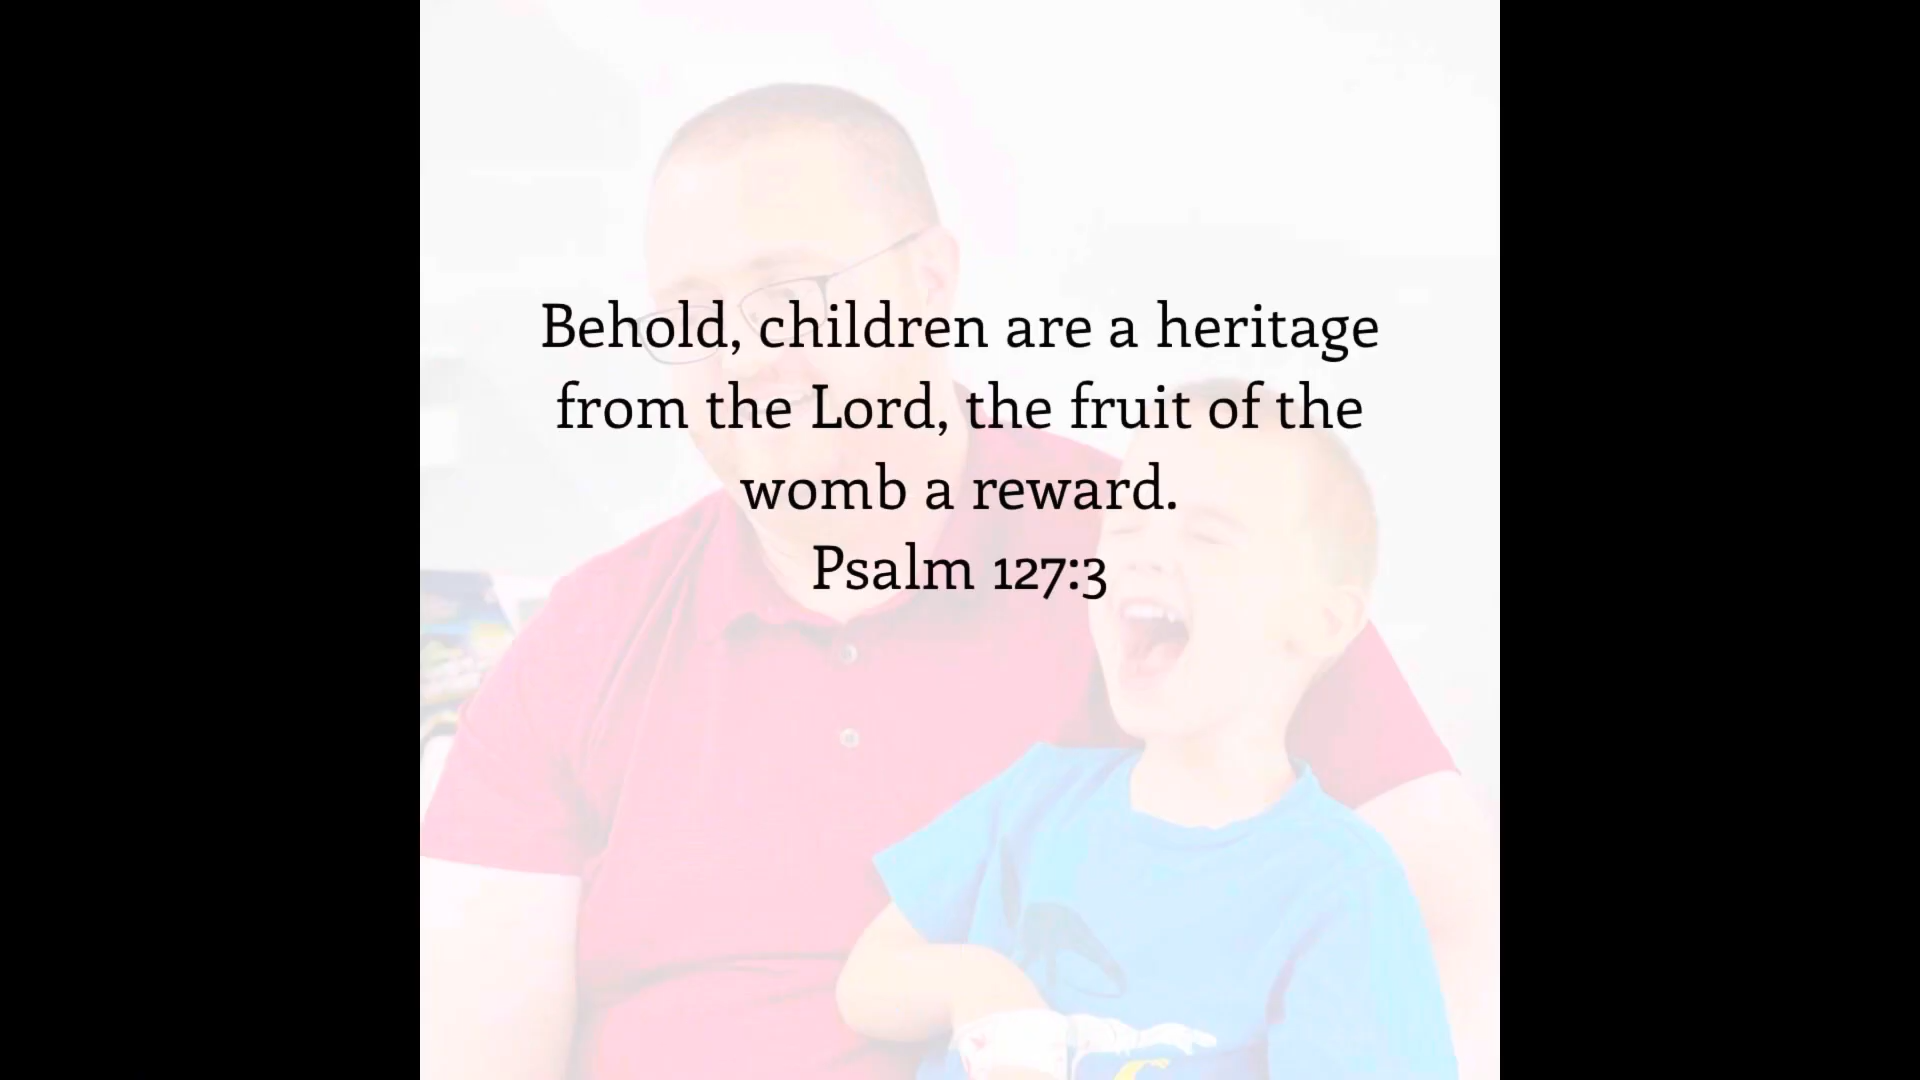 Behold, children are a heritage
from the Lord, the fruit of the
womb a reward.
Psalm 127:3